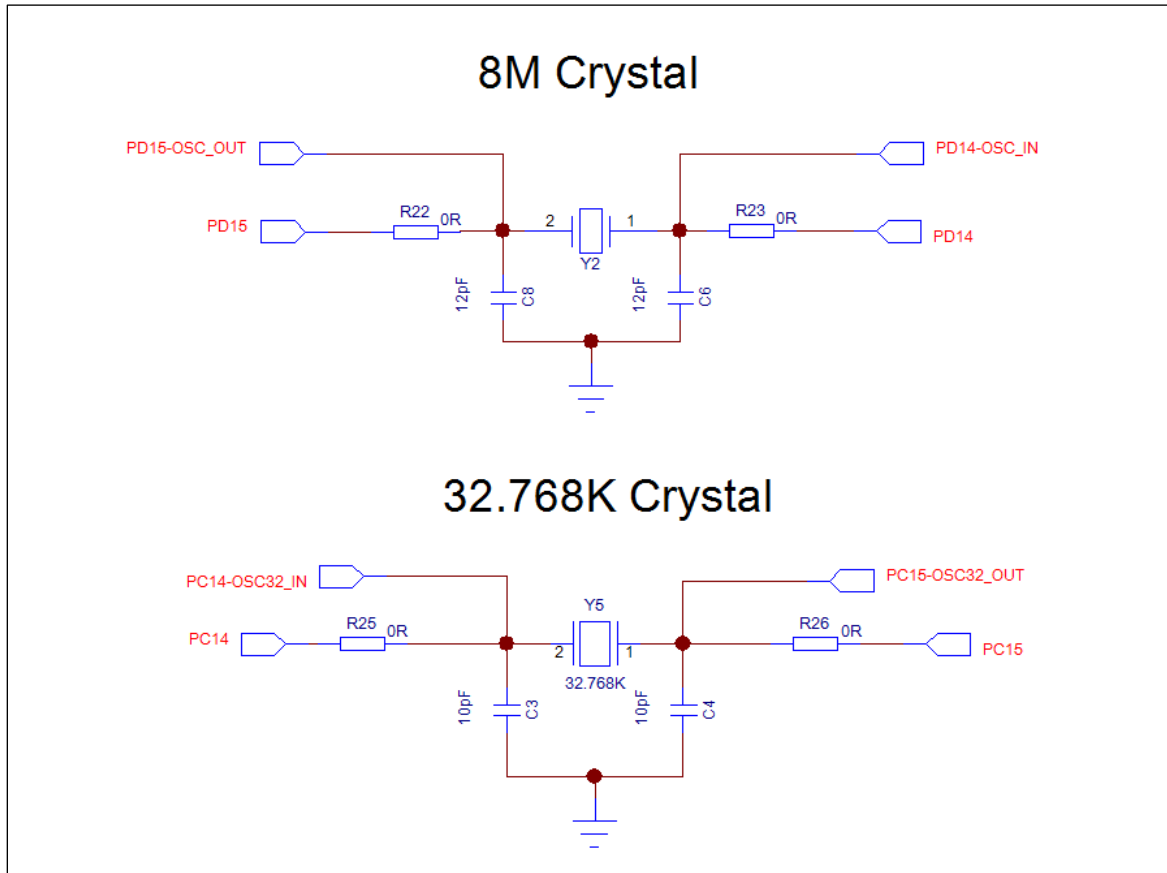 8M Crystal
PD15-OSC_OUT
PD14-OSC_IN
PD15
R22
0R
2
1
Y2
R23
0R
PD14
12pF
C8
12pF
C6
32.768K Crystal
PC14-OSC32_IN
PC15-OSC32_OUT
PC14
R25
0R
Y5
2
1
32.768K
R26
0R
PC15
10pF
C3
10pF
C4